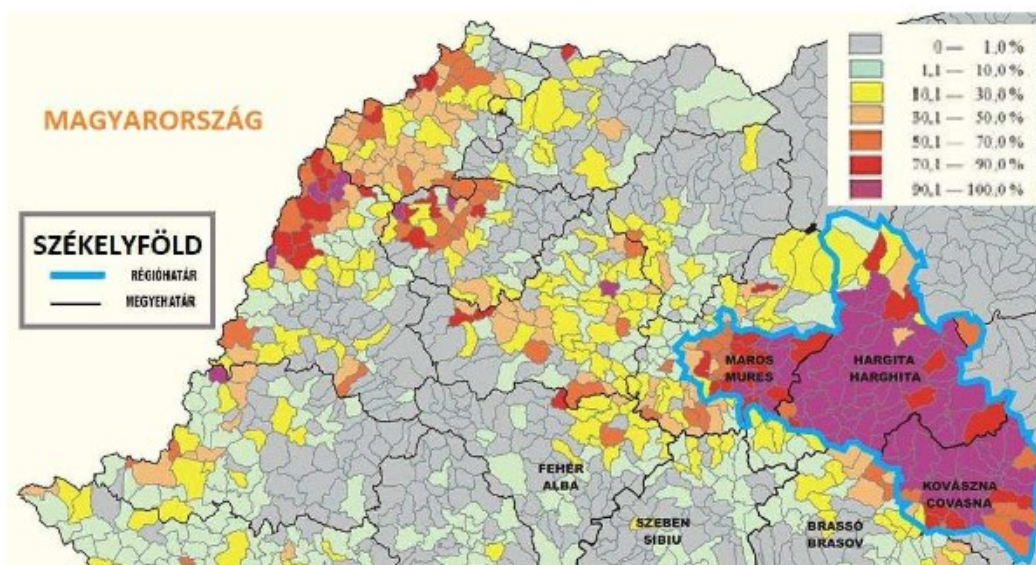 MAGYARORSZÁG
0 — 1,0 %
1,1 — 10,0 %
10,1 — 30,0 %
30,1 — 50,0 %
50,1 — 70,0 %
70,1 — 90,0 %
90,1 — 100,0 %
SZÉKELYFÖLD
RÉGIÓHATÁR
MEGYEHATÁR
MAROS
MURES
HARGITA
HARGHITA
FEHÉR
ALBA
KOVÁSZNA
COVASNA
SZEBEN
SIBIU
BRASSÓ
BRASOV